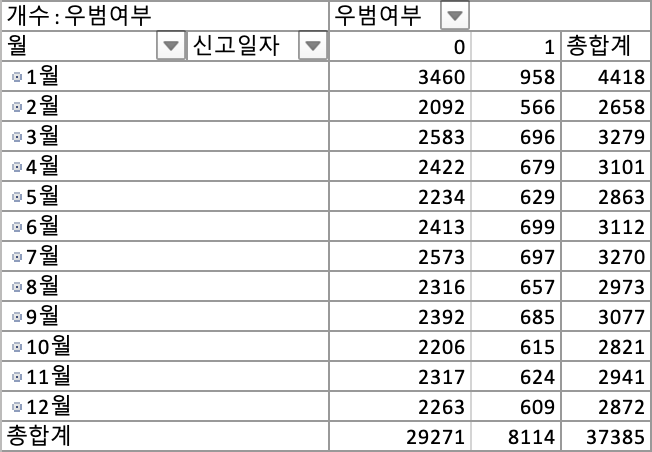 개수 : 우범여부 우범여부
월 신고일자 0 1 총합계
1월 3460 958 4418
2월 2092 566 2658
3월 2583 696 3279
4월 2422 679 3101
5월 2234 629 2863
6월 2413 699 3112
7월 2573 697 3270
8월 2316 657 2973
9월 2392 685 3077
10월 2206 615 2821
11월 2317 624 2941
12월 2263 609 2872
총합계 29271 8114 37385